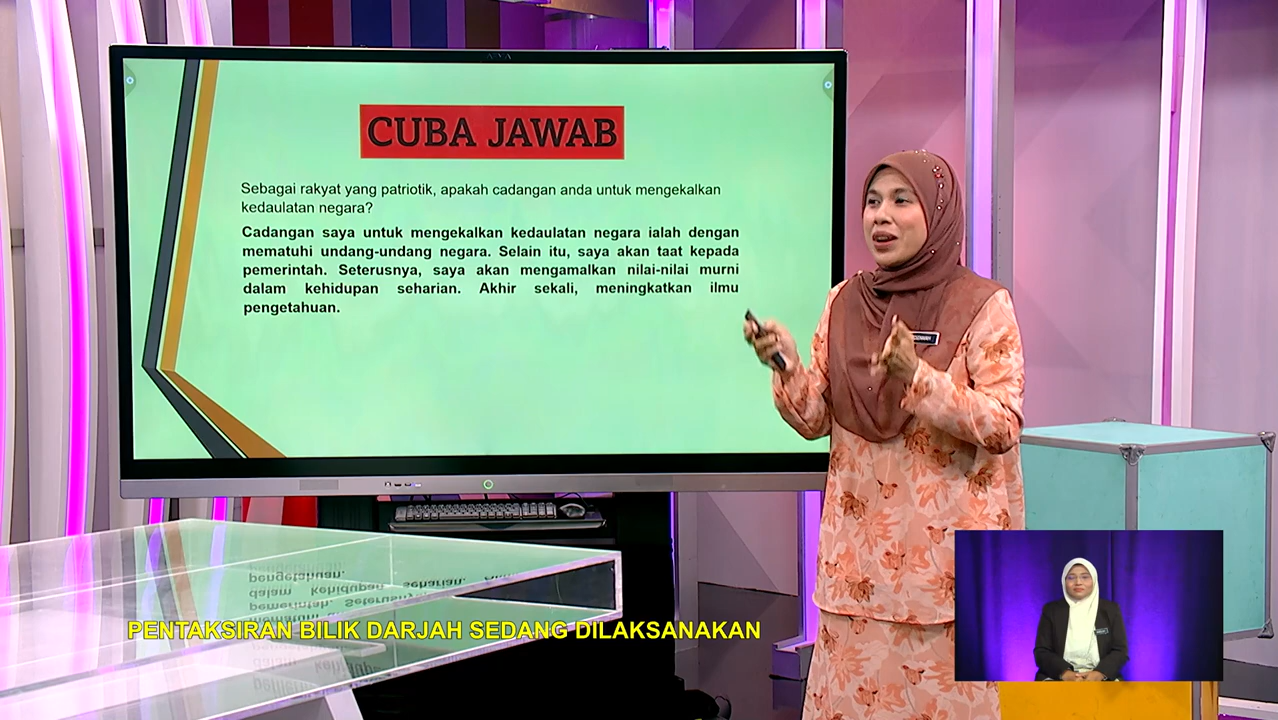 CUBA JAWAB
Sebagai rakyat yang patriotik, apakah cadangan anda untuk mengekalkan
kedaulatan negara?
Cadangan saya untuk mengekalkan kedaulatan negara ialah dengan
mematuhi undang-undang negara. Selain itu, saya akan taat kepada
pemerintah. Seterusnya, saya akan mengamalkan nilai-nilai murni
dalam kehidupan seharian. Akhir sekali, meningkatkan ilmu
pengetahuan.
PENTAKSIRAN BILIK DARJAH SEDANG DILAKSANAKAN